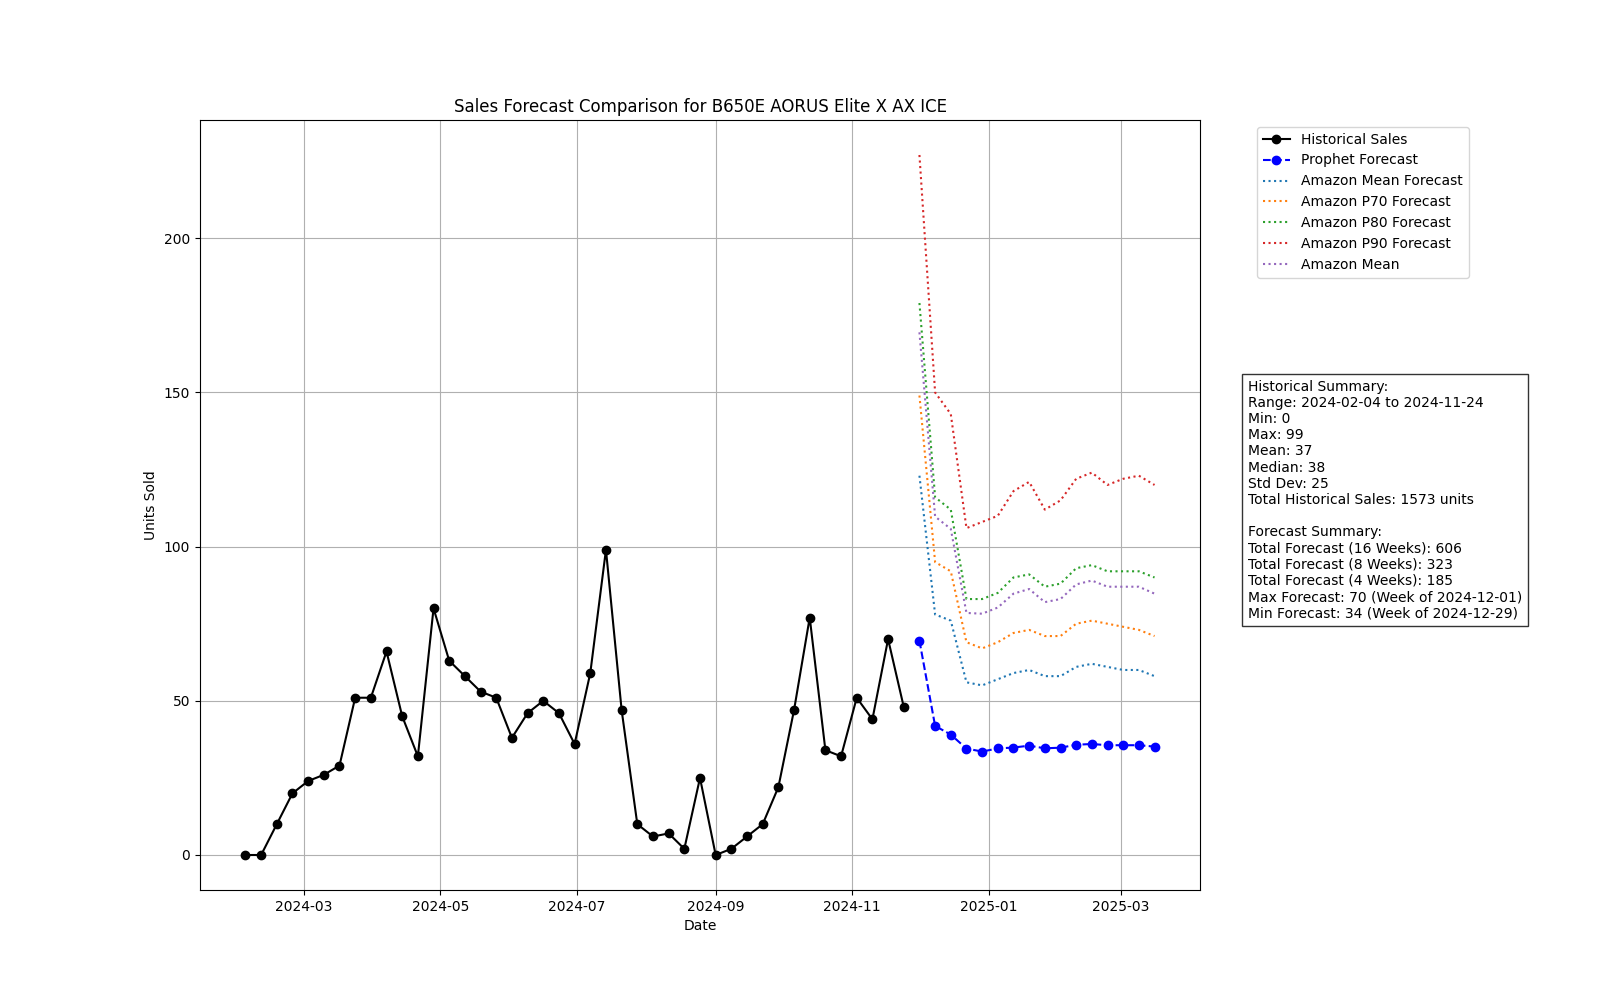 Sales Forecast Comparison for B650E AORUS Elite X AX ICE
Units Sold
200
150
100
50
0
2024-03
2024-05
2024-07
2024-09
2024-11
2025-01
2025-03
Date
Historical Sales
Prophet Forecast
Amazon Mean Forecast
Amazon P70 Forecast
Amazon P80 Forecast
Amazon P90 Forecast
Amazon Mean
Historical Summary:
Range: 2024-02-04 to 2024-11-24
Min: 0
Max: 99
Mean: 37
Median: 38
Std Dev: 25
Total Historical Sales: 1573 units
Forecast Summary:
Total Forecast (16 Weeks): 606
Total Forecast (8 Weeks): 323
Total Forecast (4 Weeks): 185
Max Forecast: 70 (Week of 2024-12-01)
Min Forecast: 34 (Week of 2024-12-29)